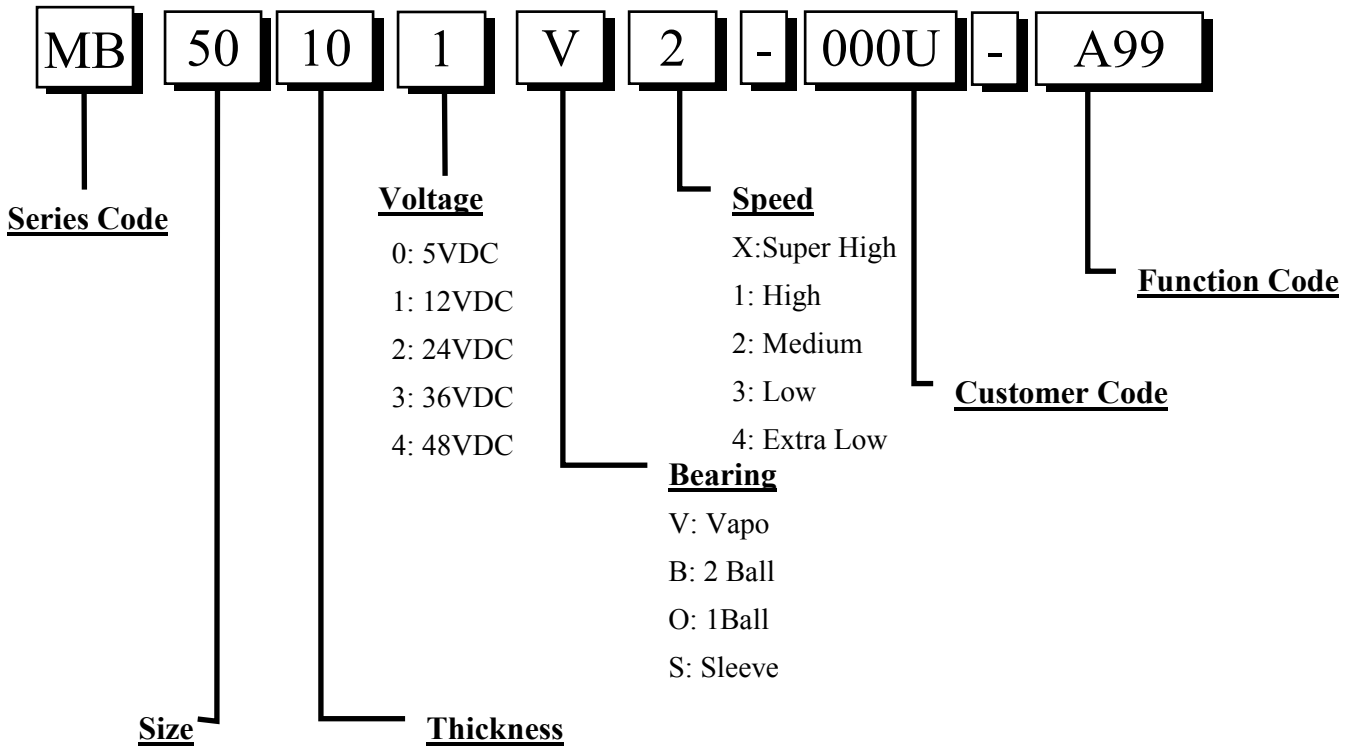 MB 50 10 1 V 2 - 000U - A99
Series Code
Voltage
0: 5VDC
1: 12VDC
2: 24VDC
3: 36VDC
4: 48VDC
Speed
X:Super High
1: High
2: Medium
3: Low
4: Extra Low
Function Code
Customer Code
Bearing
V: Vapo
B: 2 Ball
O: 1Ball
S: Sleeve
Size
Thickness